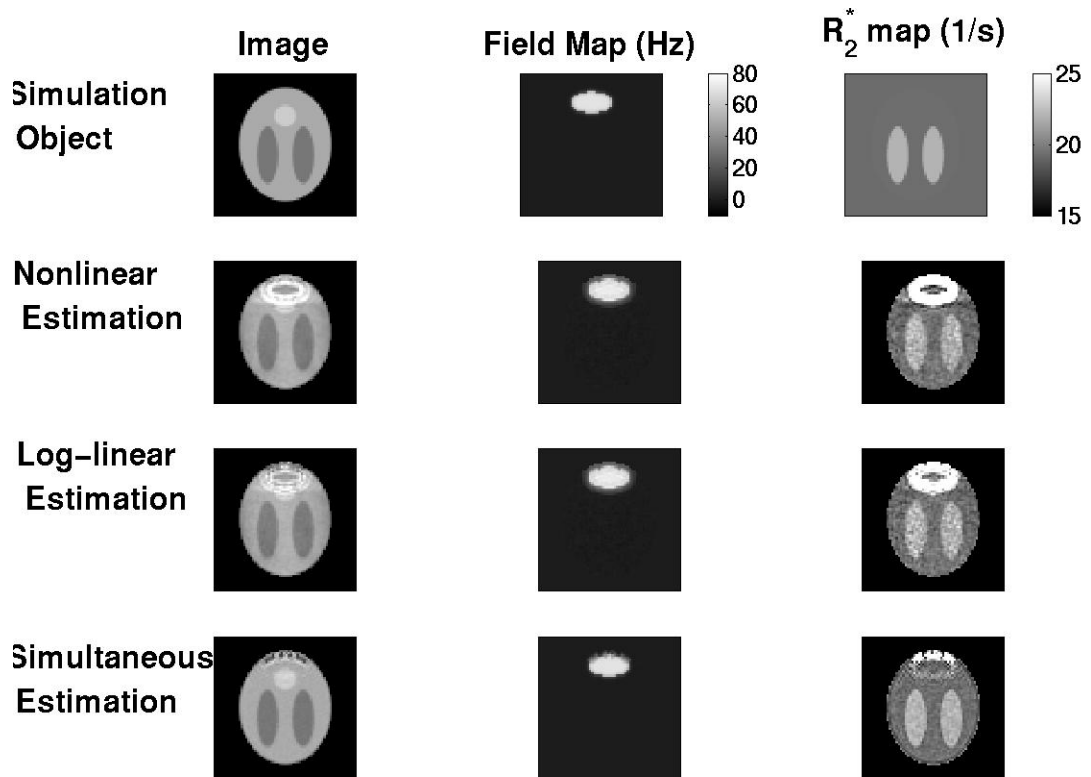 Image
Field Map (Hz)
R2* map (1/s)
Simulation
Object
80
60
40
20
0
25
20
15
Nonlinear
Estimation
Log-linear
Estimation
Simultaneous
Estimation